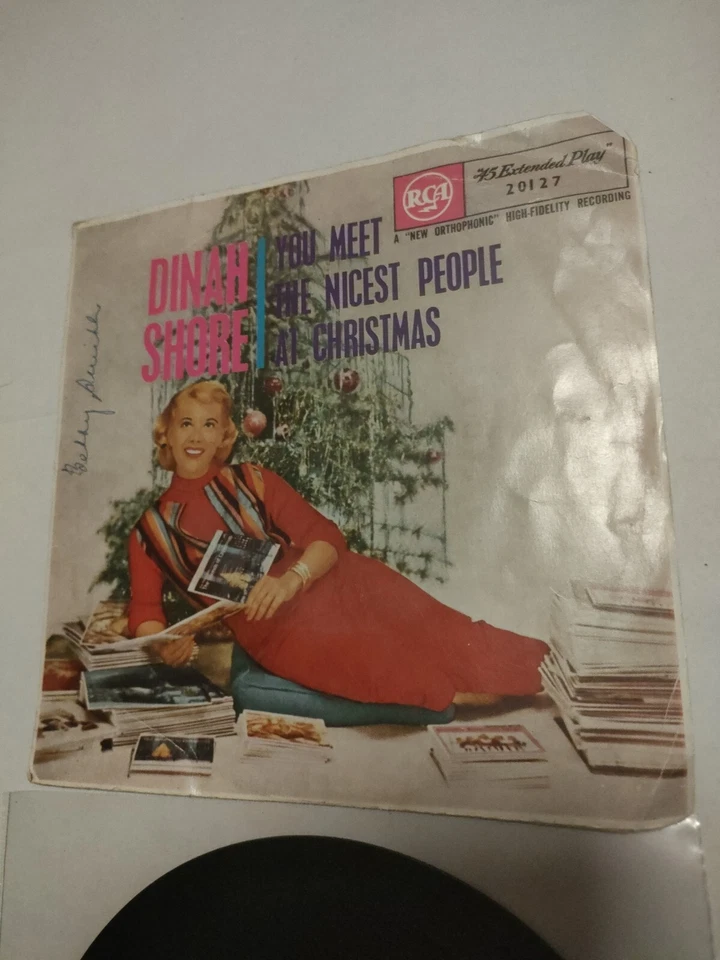 RCA
"45 Extended Play"
20127
A "NEW ORTHOPHONIC" HIGH-FIDELITY RECORDING
DINAH
SHORE
YOU MEET
THE NICEST PEOPLE
AT CHRISTMAS